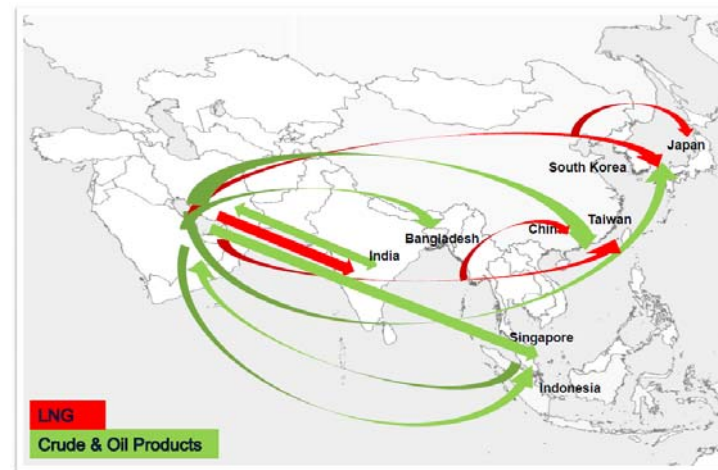 Japan
South Korea
Taiwan
China
Bangladesh
India
Singapore
Indonesia
LNG
Crude & Oil Products